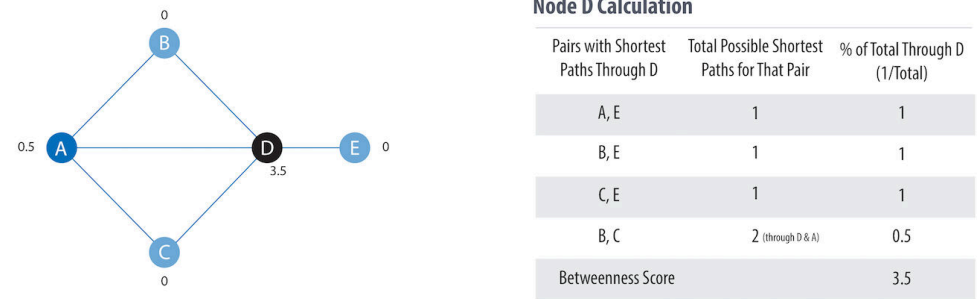 0
B
0.5
A
D
E
0
3.5
C
0
Node D Calculation
Pairs with Shortest Paths Through D
Total Possible Shortest Paths for That Pair
% of Total Through D (1/Total)
A, E 1 1
B, E 1 1
C, E 1 1
B, C 2 (through D & A) 0.5
Betweenness Score 3.5